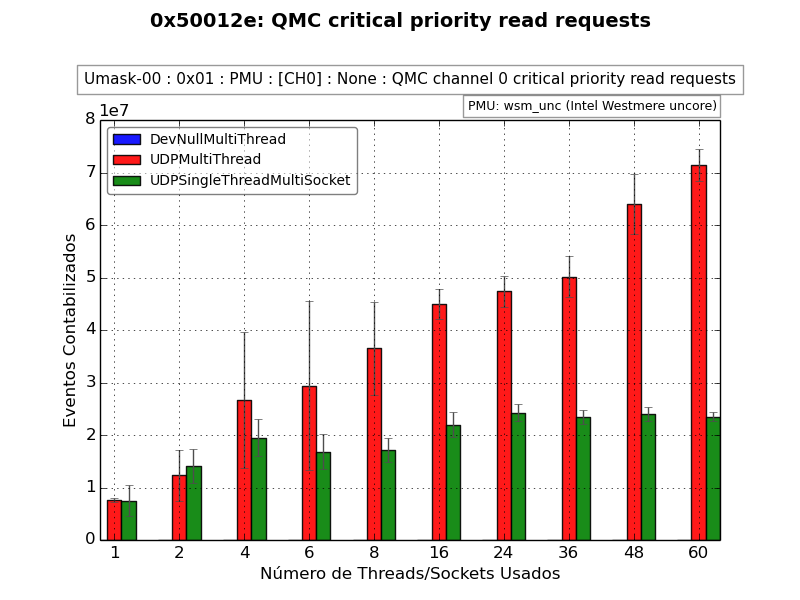 0x50012e: QMC critical priority read requests
Umask-00 : 0x01 : PMU : [CH0] : None : QMC channel 0 critical priority read requests
PMU: wsm_unc (Intel Westmere uncore)
1e7
DevNullMultiThread
UDPMultiThread
UDPSingleThreadMultiSocket
8
7
6
5
4
3
2
1
0
Eventos Contabilizados
1 2 4 6 8 16 24 36 48 60
Número de Threads/Sockets Usados